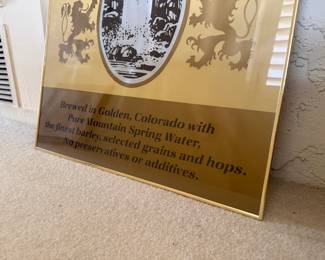 Brewed in Golden, Colorado with
Pure Mountain Spring Water,
the finest barley, selected grains and hops.
No preservatives or additives.